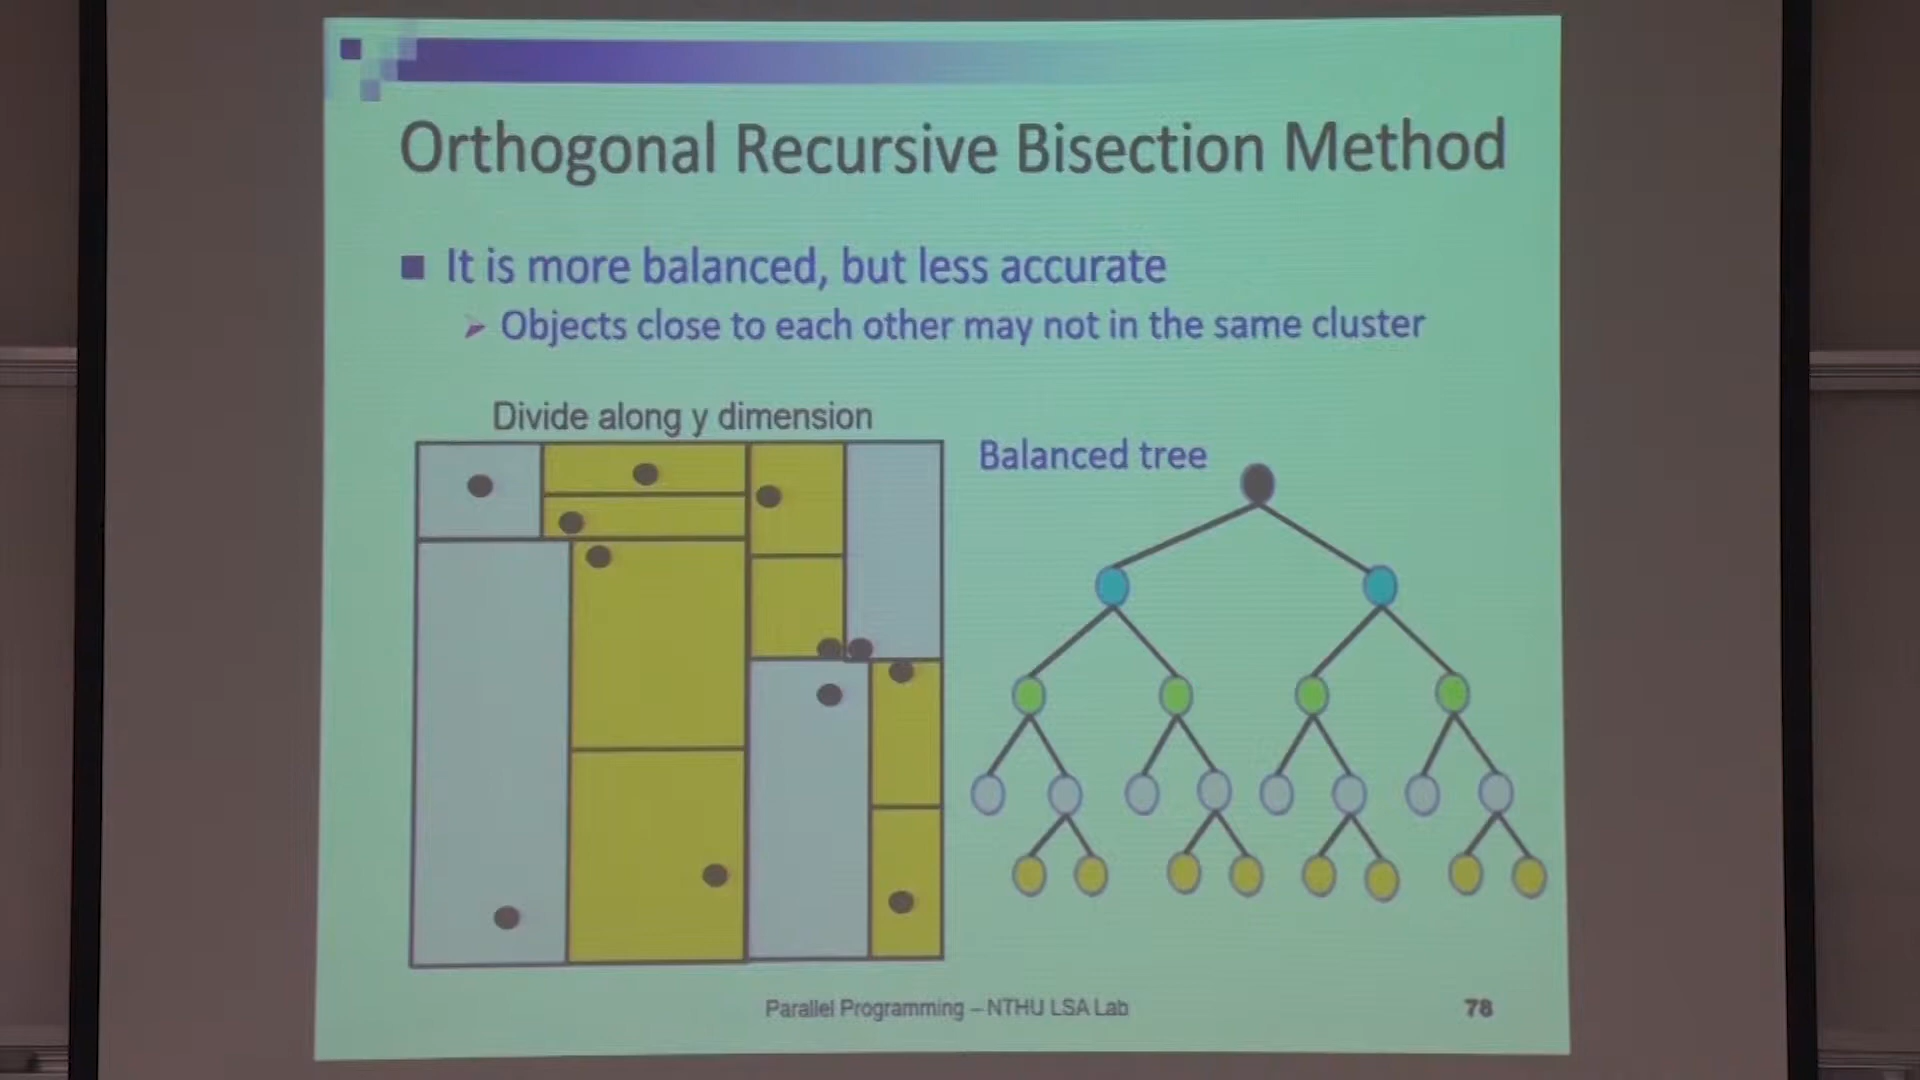 Orthogonal Recursive Bisection Method
It is more balanced, but less accurate
Objects close to each other may not in the same cluster
Divide along y dimension
Balanced tree
Parallel Programming – NTHU LSA Lab
78